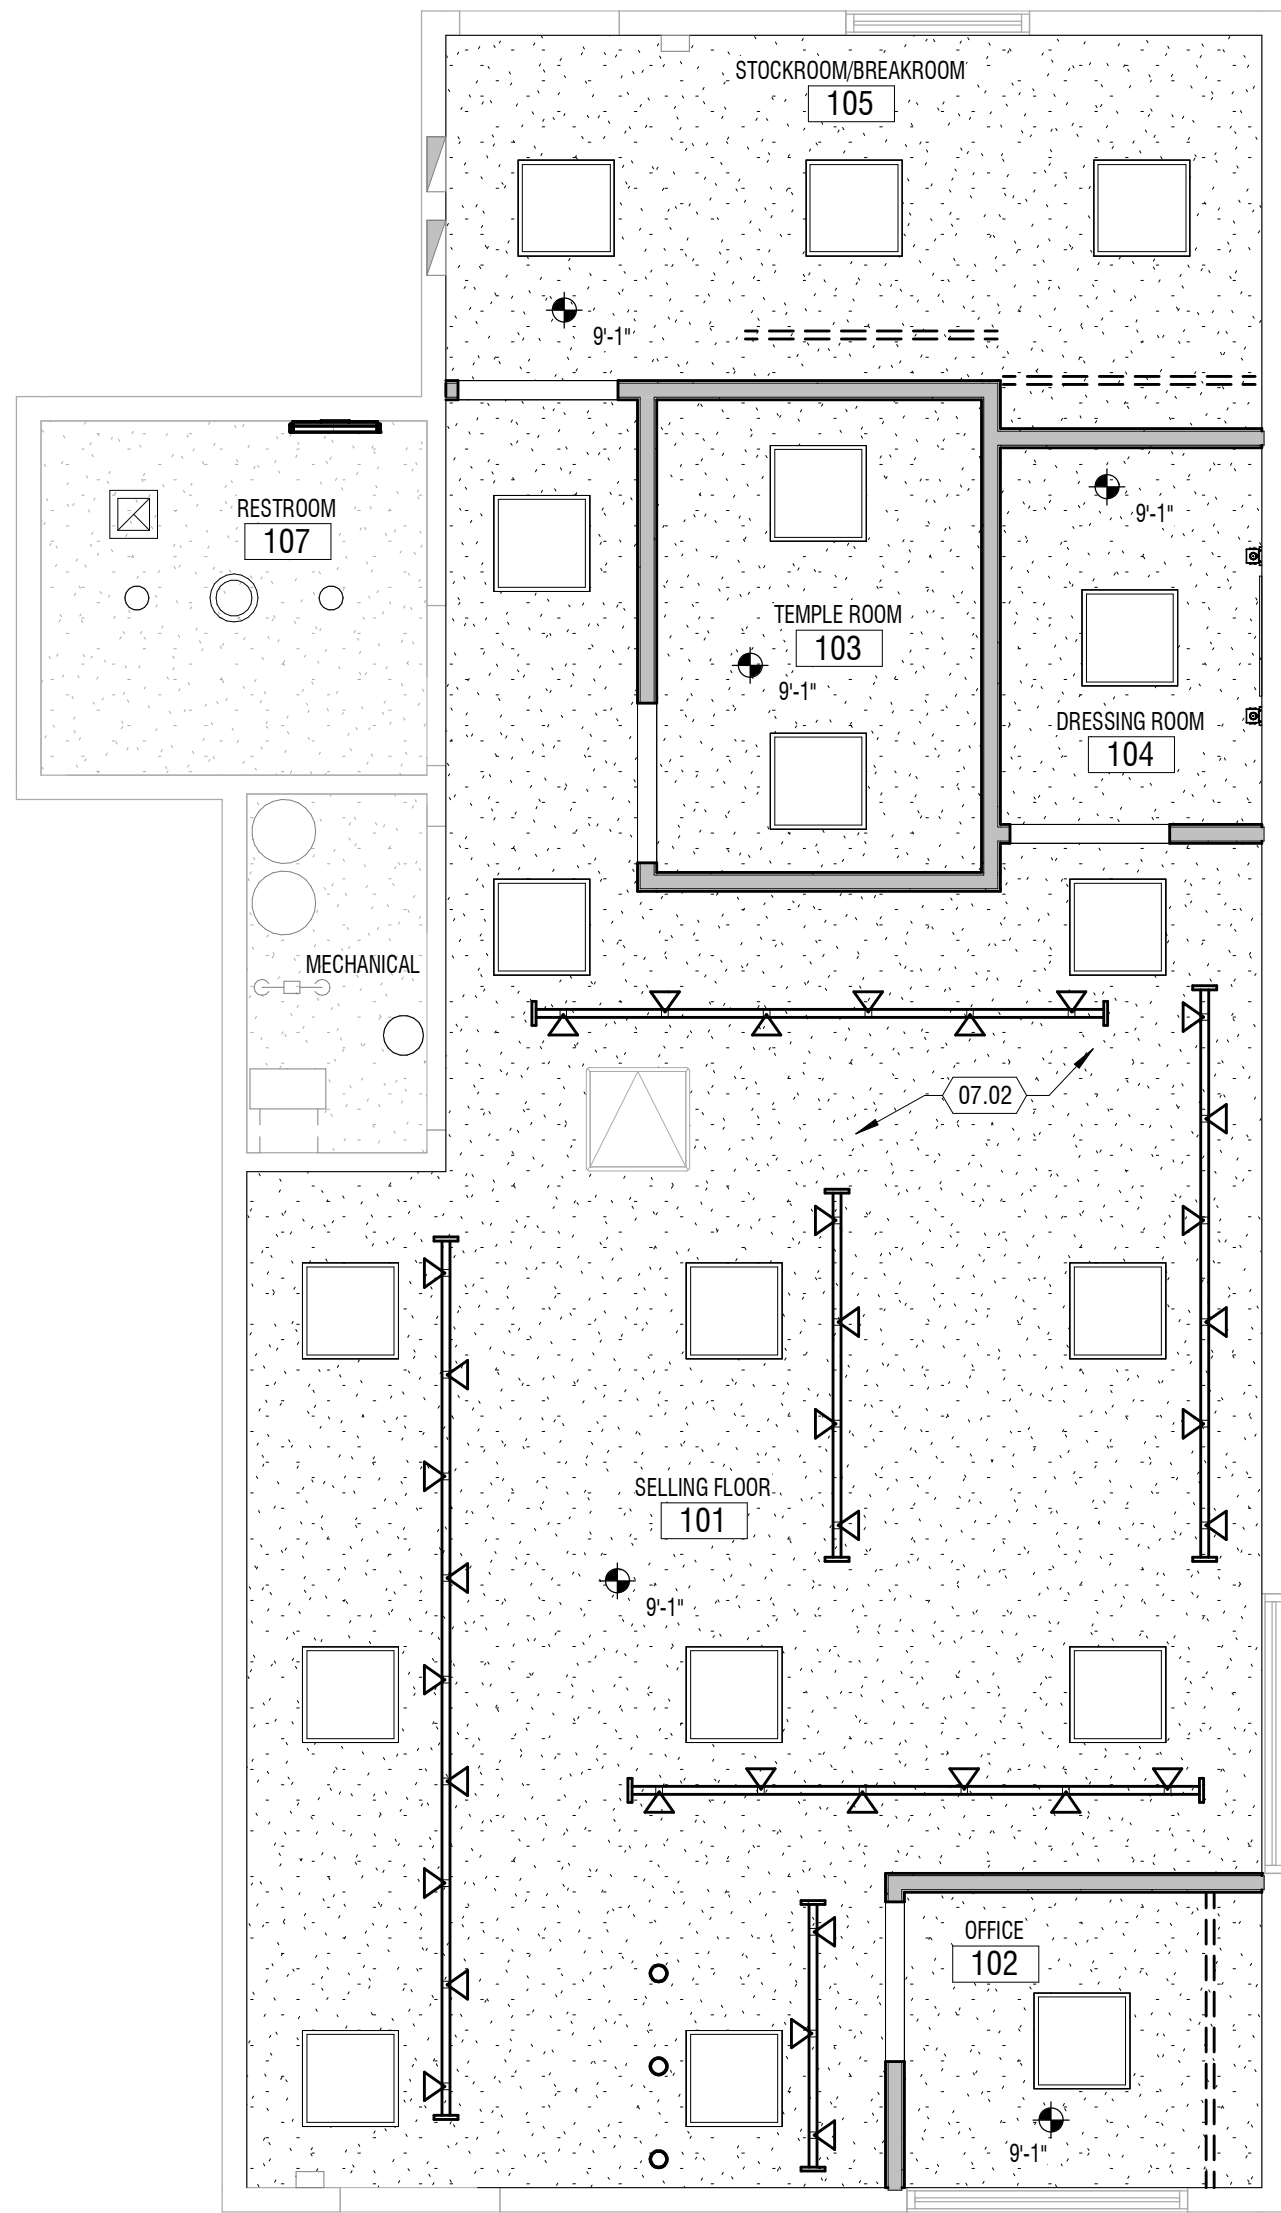 STOCKROOM/BREAKROOM
105
9'-1"
RESTROOM
107
9'-1"
TEMPLE ROOM
103
9'-1"
DRESSING ROOM
104
MECHANICAL
07.02
SELLING FLOOR
101
9'-1"
OFFICE
102
9'-1"